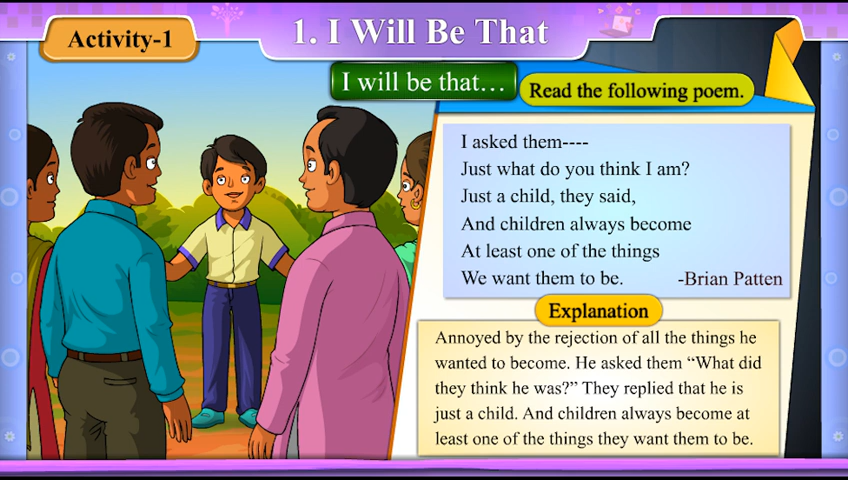 Activity-1
1. I Will Be That
I will be that...
Read the following poem.
I asked them----
Just what do you think I am?
Just a child, they said,
And children always become
At least one of the things
We want them to be. -Brian Patten
Explanation
Annoyed by the rejection of all the things he
wanted to become. He asked them “What did
they think he was?” They replied that he is
just a child. And children always become at
least one of the things they want them to be.